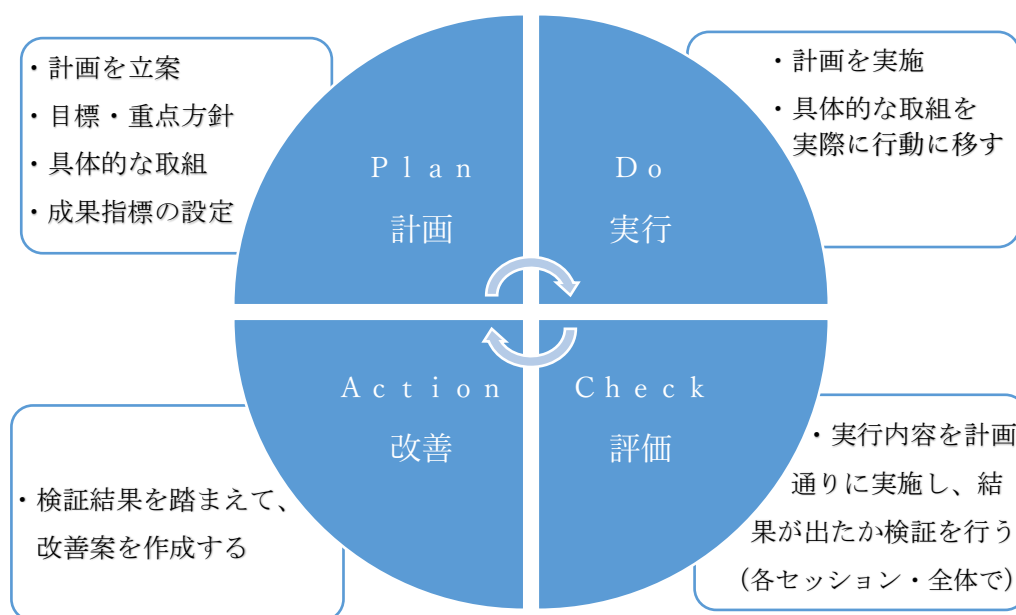 ・計画を立案
・目標・重点方針
・具体的な取組
・成果指標の設定
Ｐｌａｎ
計画
Ｄｏ
実行
・計画を実施
・具体的な取組を
実際に行動に移す
・検証結果を踏まえて、
改善案を作成する
Ａｃｔｉｏｎ
改善
Ｃｈｅｃｋ
評価
・実行内容を計画
通りに実施し、結
果が出たか検証を行う
(各セッション・全体で)